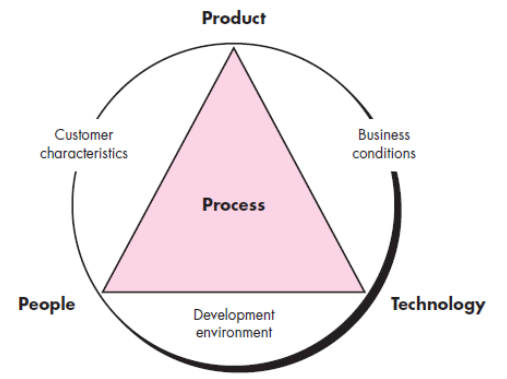 Product
Customer
characteristics
Business
conditions
Process
People
Technology
Development
environment